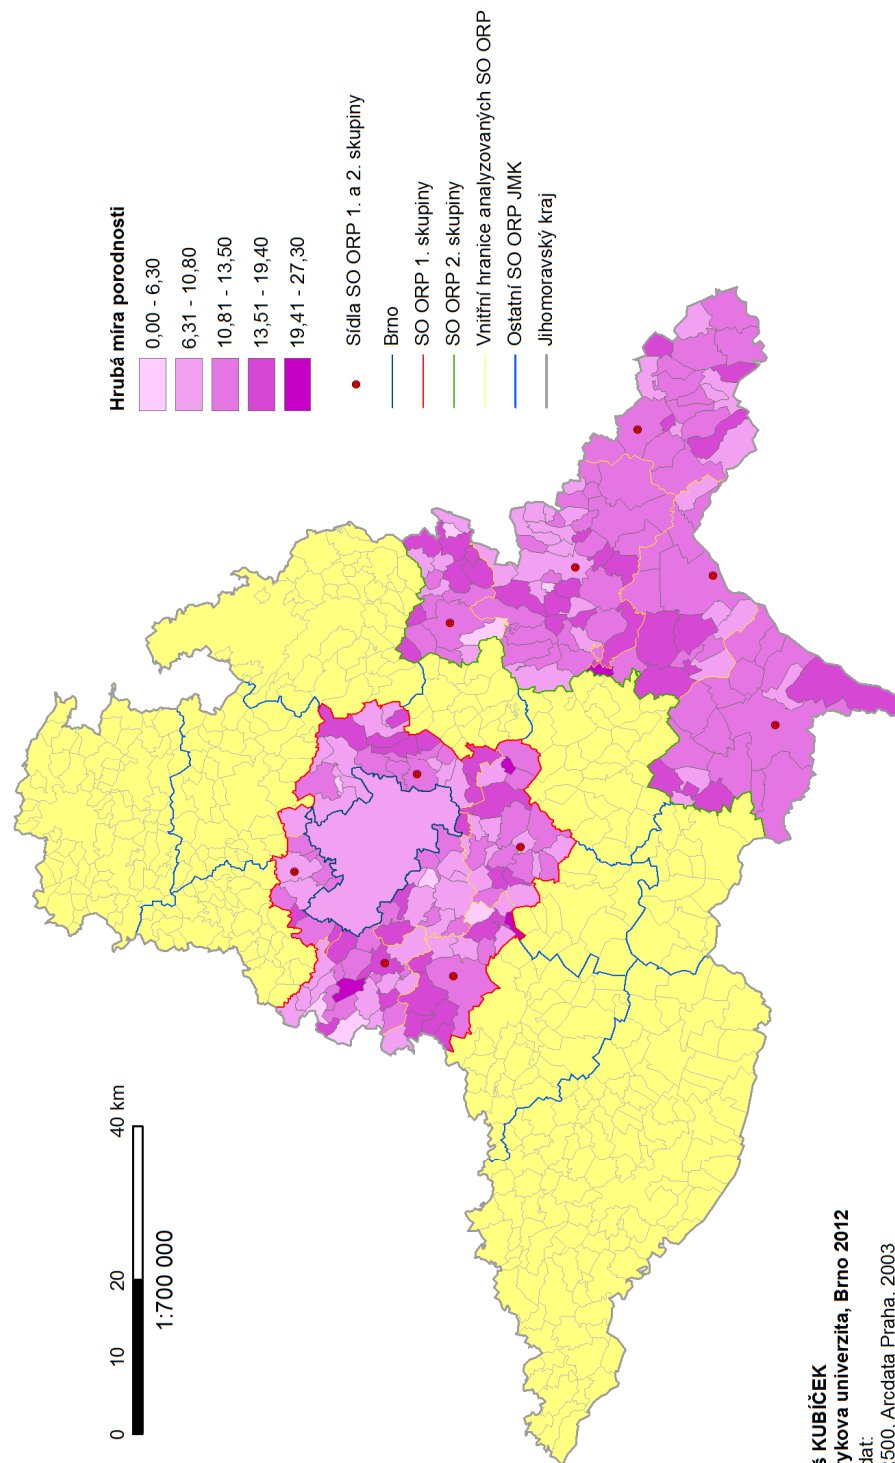 Hrubá míra porodnosti
0,00 - 6,30
6,31 - 10,80
10,81 - 13,50
13,51 - 19,40
19,41 - 27,30
Sídla SO ORP 1. a 2. skupiny
Brno
SO ORP 1. skupiny
SO ORP 2. skupiny
Vnitřní hranice analyzovaných SO ORP
Ostatní SO ORP JMK
Jihomoravský kraj
0 10 20 40 km
1:700 000
KUBÍČEK
univerzita, Brno 2012
Arcdata Praha, 2003